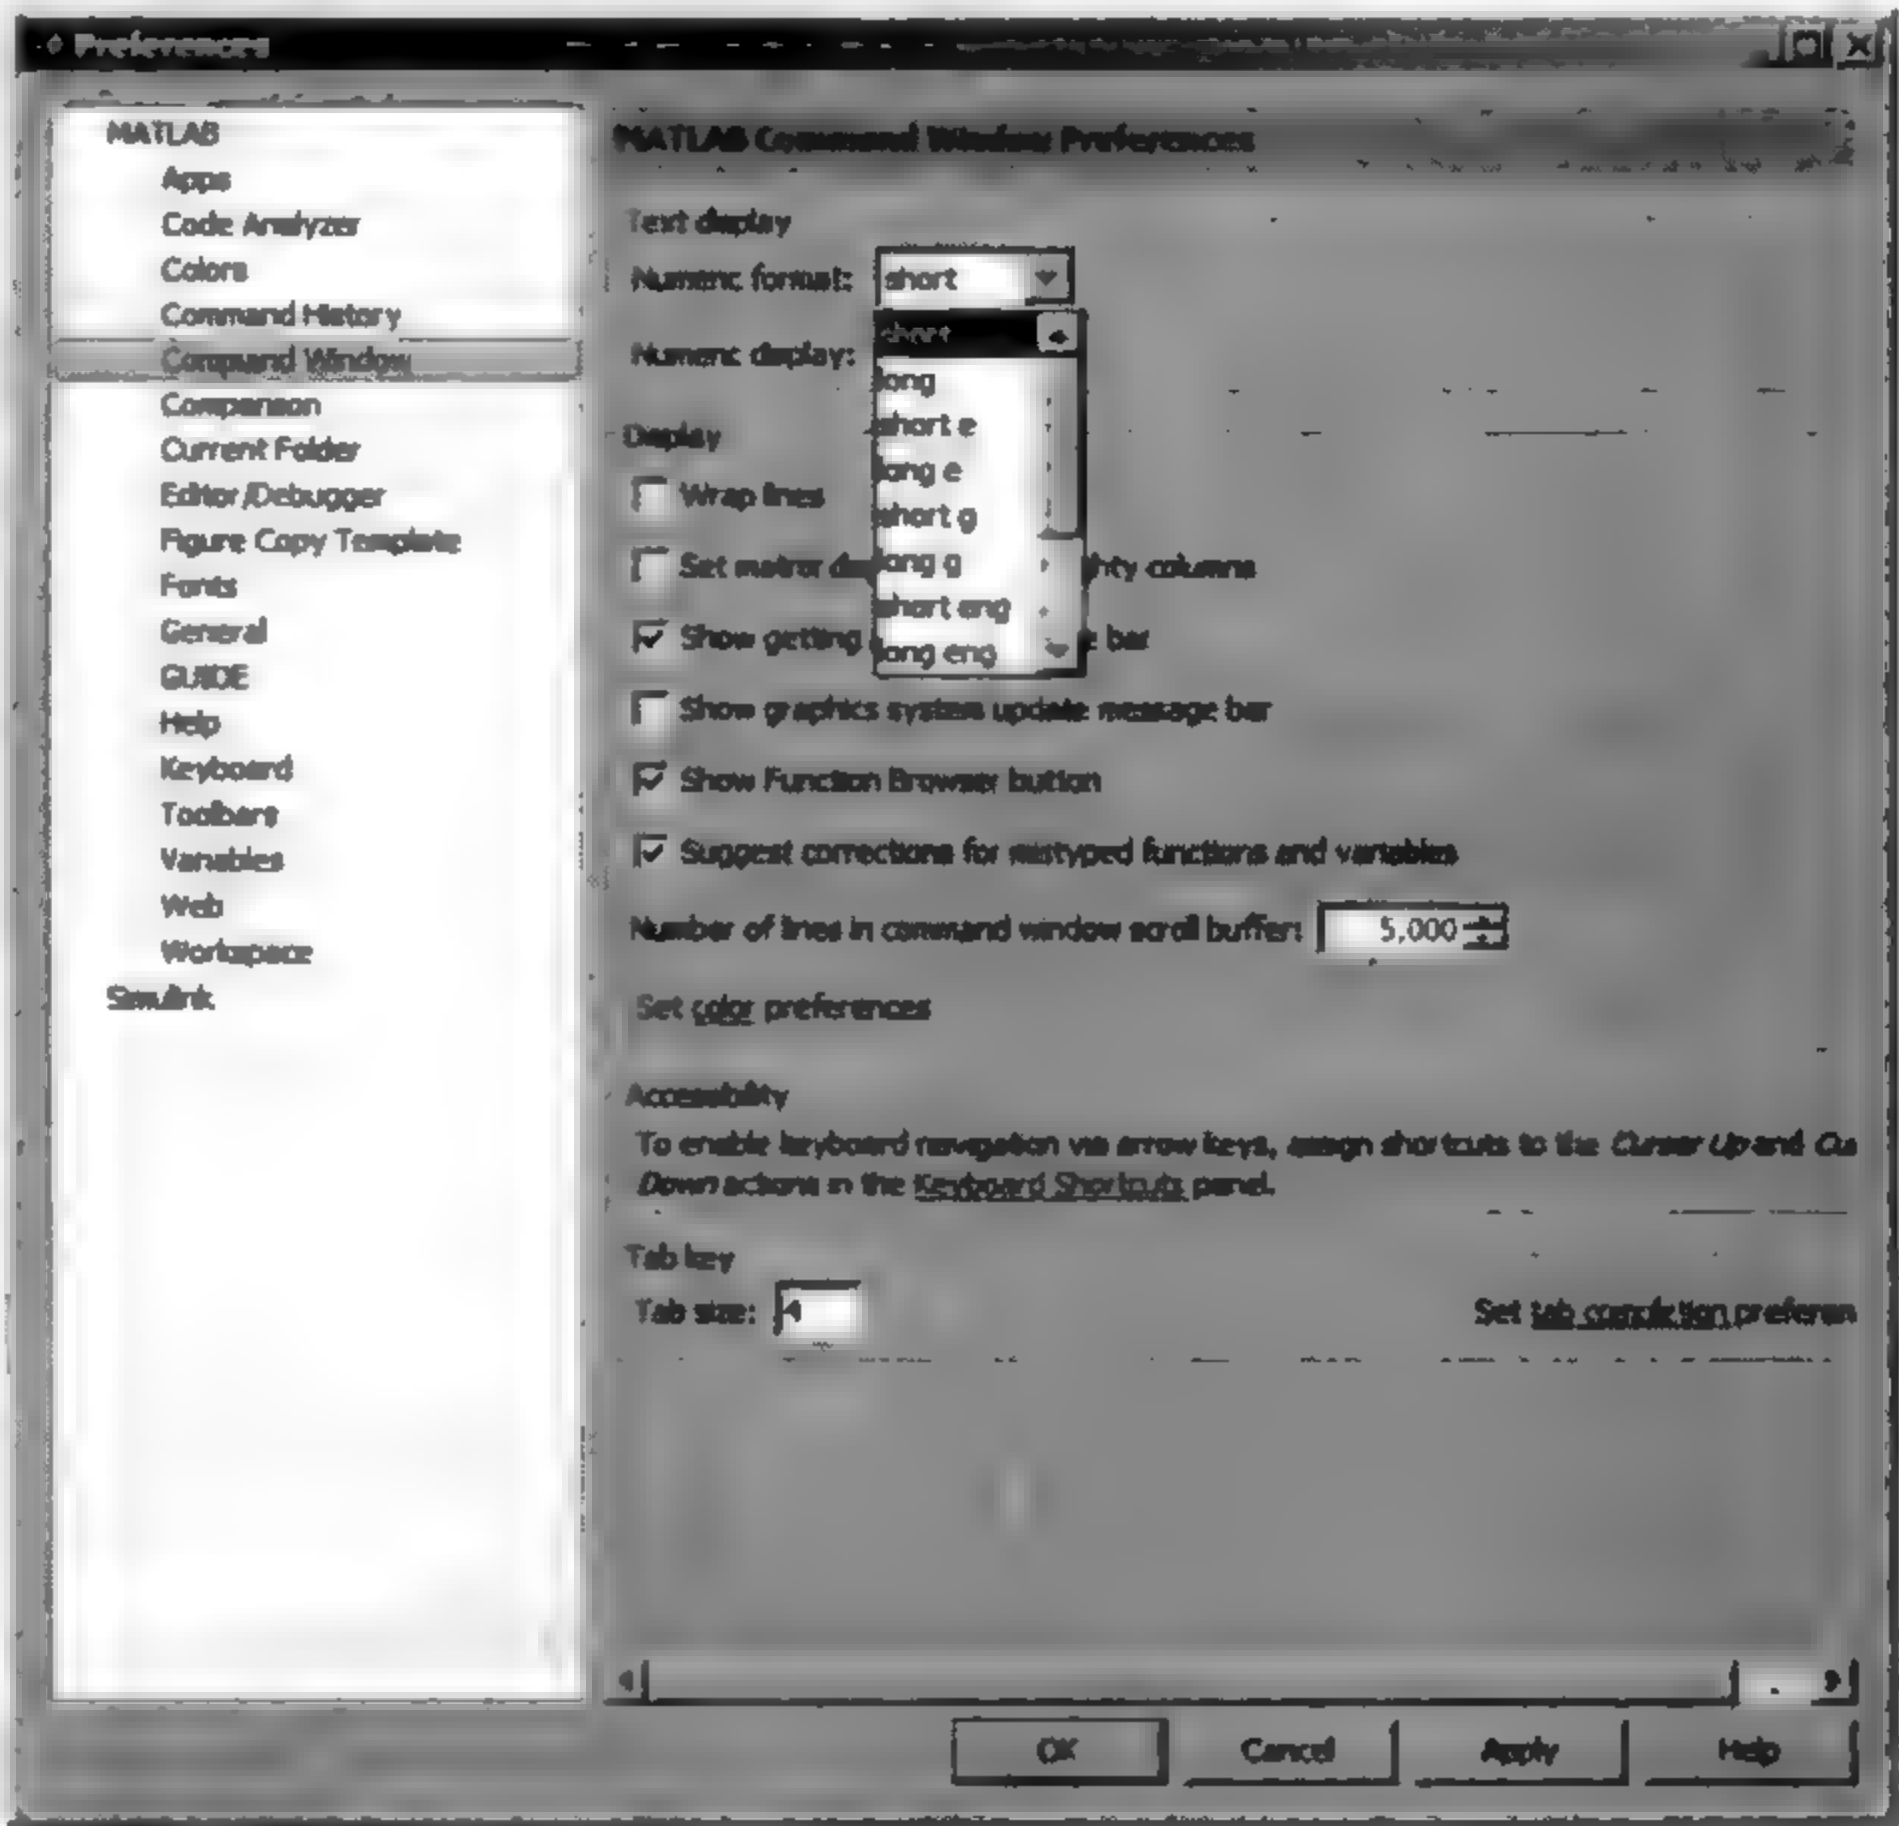 Preferences
MATLAB
Apps
Code Analyzer
Colors
Command History
Command Window
Comparison
Current Folder
Editor/Debugger
Figure Copy Template
Fonts
General
GUIDE
Help
Keyboard
Toolbars
Variables
Web
Workspace
Simulink
MATLAB Command Window Preferences
Text display
Numeric format: short
short
Numeric display:
long
short e
long e
short g
long g
short eng
long eng
Display
Wrap lines
Set matrix columns
Show getting bar
Show graphics system update message bar
Show Function Browser button
Suggest corrections for mistyped functions and variables
Number of lines in command window scroll buffer: 5,000
Set color preferences
Accessibility
To enable keyboard navigation via arrow keys, assign shortcuts to the Cursor Up and Cu
Down actions in the Keyboard Shortcuts panel.
Tab key
Tab size: 4
Set tab completion preferen
OK Cancel Apply Help